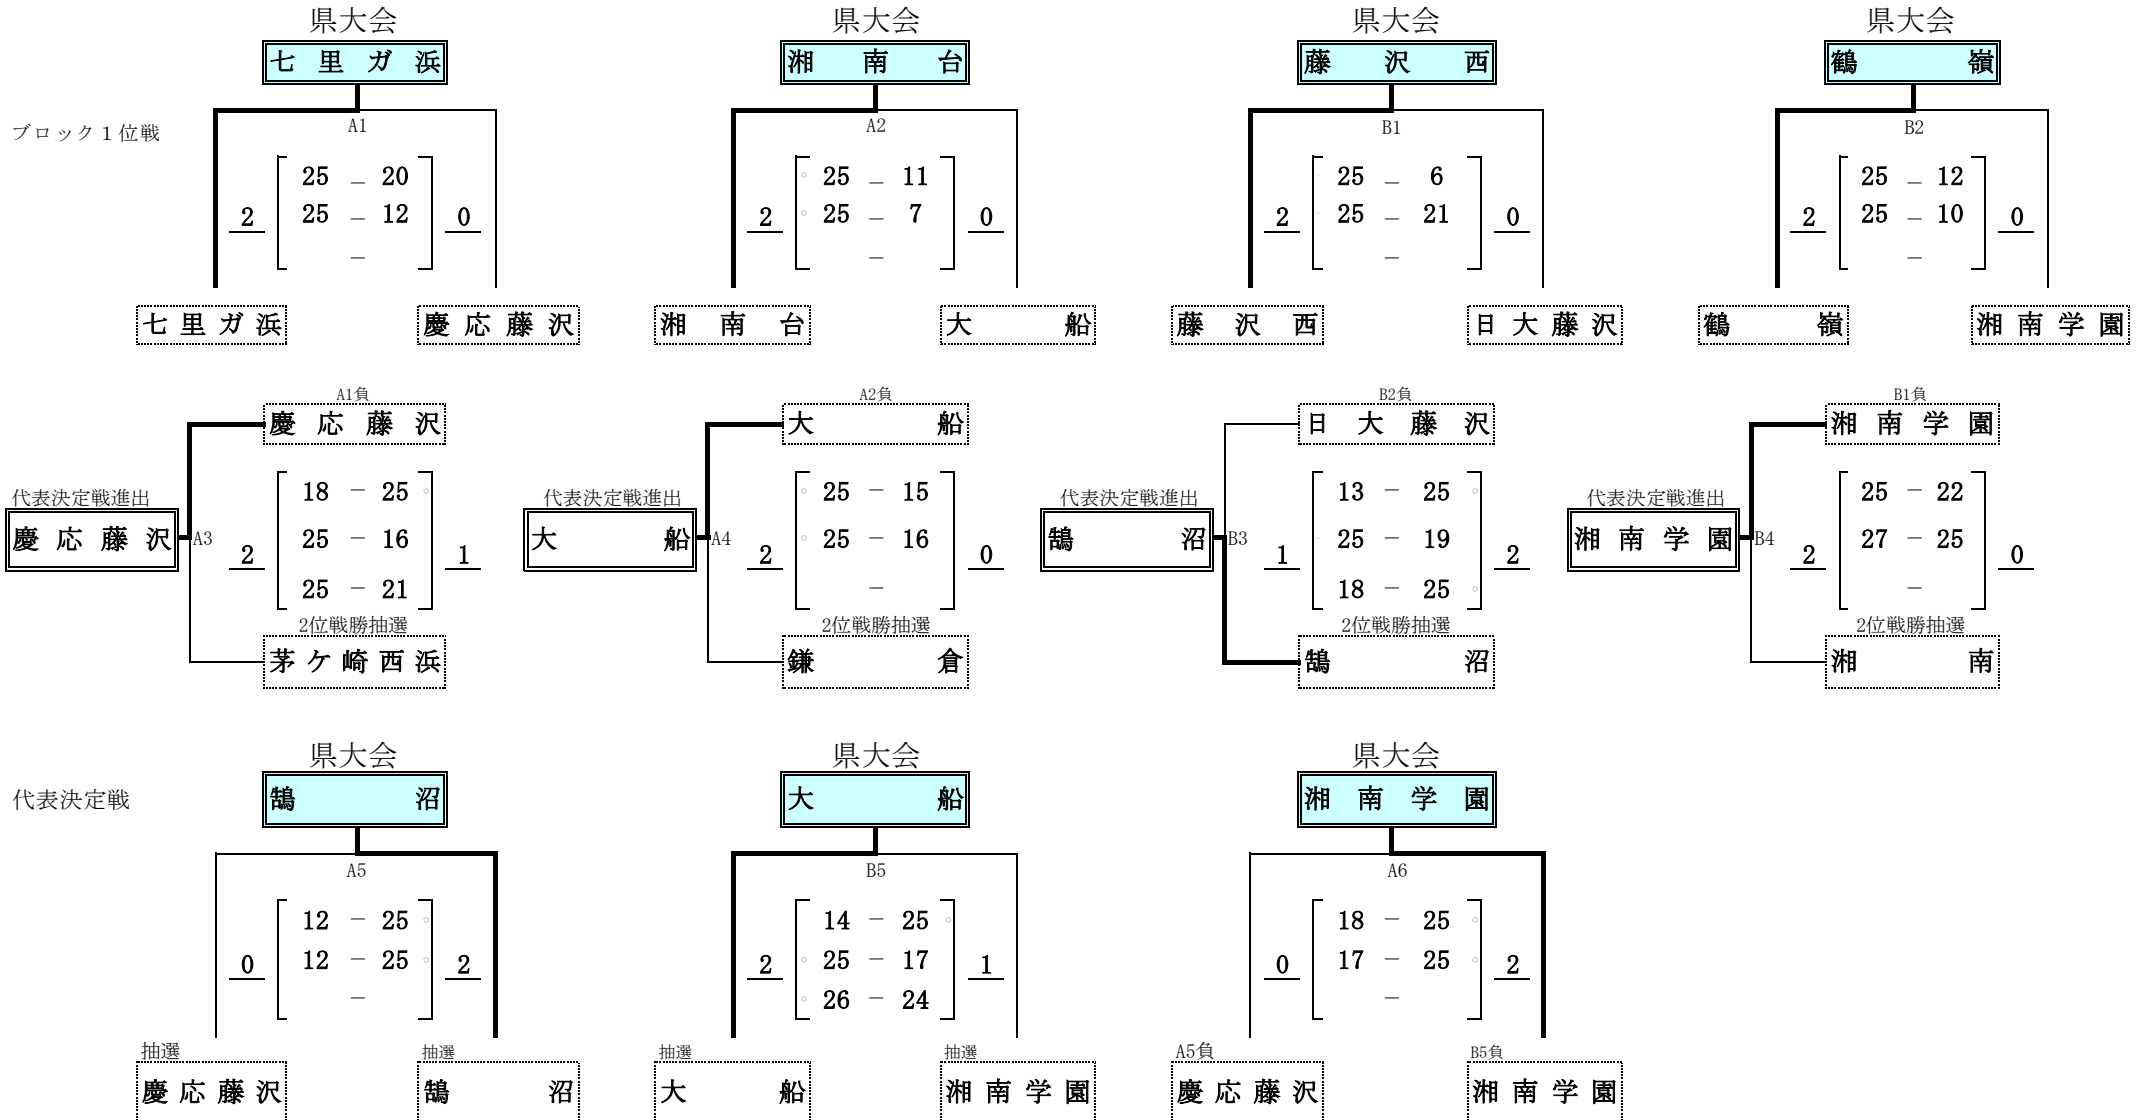 県大会 県大会 県大会 県大会
七里ガ浜 湘南台 藤沢西 鶴嶺
ブロック１位戦
A1 A2 B1 B2
25 － 20 25 － 11 25 － 6 25 － 12
2 25 － 12 0 2 25 － 7 0 2 25 － 21 0 2 25 － 10 0
－ － － －
七里ガ浜 慶応藤沢 湘南台 大船 藤沢西 日大藤沢 鶴嶺 湘南学園
A1負 A2負 B2負 B1負
慶応藤沢 大船 日大藤沢 湘南学園
18 － 25 25 － 15 13 － 25 25 － 22
代表決定戦進出 代表決定戦進出 代表決定戦進出 代表決定戦進出
慶応藤沢 A3 2 25 － 16 1 大船 A4 2 25 － 16 0 鵠沼 B3 1 25 － 19 2 湘南学園 B4 2 27 － 25 0
25 － 21 － 18 － 25 －
2位戦勝抽選 2位戦勝抽選 2位戦勝抽選 2位戦勝抽選
茅ケ崎西浜 鎌倉 鵠沼 湘南
県大会 県大会 県大会
代表決定戦
鵠沼 大船 湘南学園
A5 B5 A6
12 － 25 14 － 25 18 － 25
0 12 － 25 2 2 25 － 17 1 0 17 － 25 2
－ 26 － 24 －
抽選 抽選 抽選 抽選 A5負 B5負
慶応藤沢 鵠沼 大船 湘南学園 慶応藤沢 湘南学園